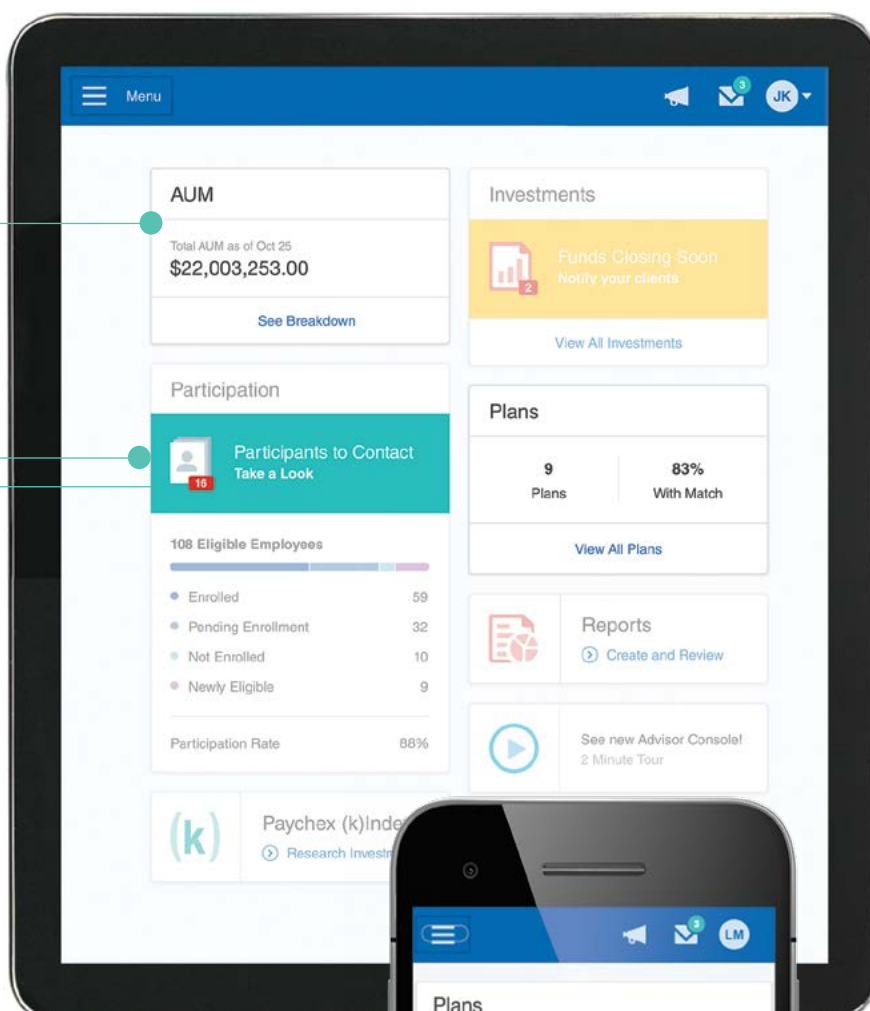 Menu
3
JK
AUM
Total AUM as of Oct 25
$22,003,253.00
See Breakdown
Participation
16
Participants to Contact
Take a Look
108 Eligible Employees
Enrolled 59
Pending Enrollment 32
Not Enrolled 10
Newly Eligible 9
Participation Rate 88%
(k)
Paychex (k)Inde
Research Investm
Investments
2
Funds Closing Soon
Notify your clients
View All Investments
Plans
9 83%
Plans With Match
View All Plans
Reports
Create and Review
See new Advisor Console!
2 Minute Tour
3
LM
Plans